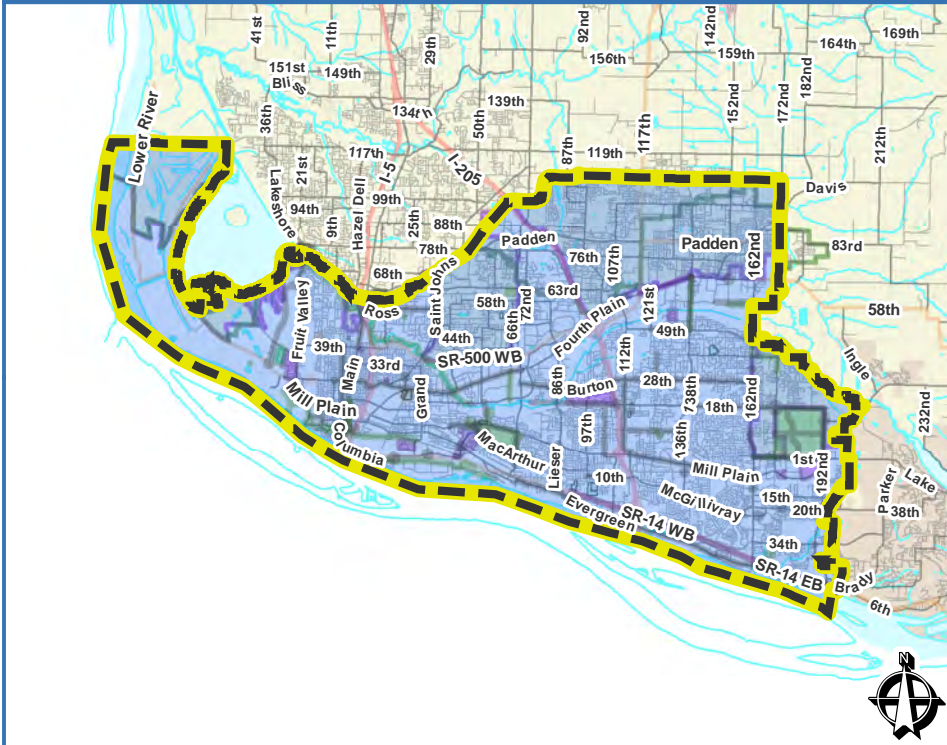 41st
11th
29th
92nd
142nd
169th
164th
159th
156th
151st
149th
Bliss
182nd
139th
134th
36th
50th
152nd
172nd
Lower River
117th
87th
119th
117th
212th
21st
I-5
I-205
Lakeshore
Hazel Dell
99th
Davis
94th
9th
25th
88th
Padden
Padden
162nd
83rd
78th
76th
107th
68th
Saint Johns
63rd
Ross
58th
72nd
121st
58th
Fruit Valley
66th
Fourth Plain
49th
39th
44th
SR-500 WB
112th
Ingle
Main
33rd
86th
Burton
28th
Mill Plain
Grand
738th
18th
162nd
232nd
Columbia
MacArthur
97th
136th
1st
192nd
Lieser
10th
Mill Plain
Parker
Lake
McGillivray
15th
20th
38th
Evergreen
SR-14 WB
34th
SR-14 EB
Brady
6th
N